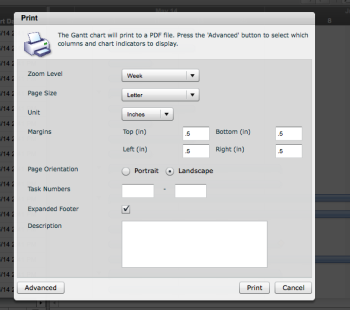 Print
The Gantt chart will print to a PDF file. Press the 'Advanced' button to select which
columns and chart indicators to display.
Zoom Level
Week
Page Size
Letter
Unit
Inches
Margins
Top (in)
.5
Bottom (in)
.5
Left (in)
.5
Right (in)
.5
Page Orientation
Portrait
Landscape
Task Numbers
-
Expanded Footer
Description
Advanced
Print
Cancel